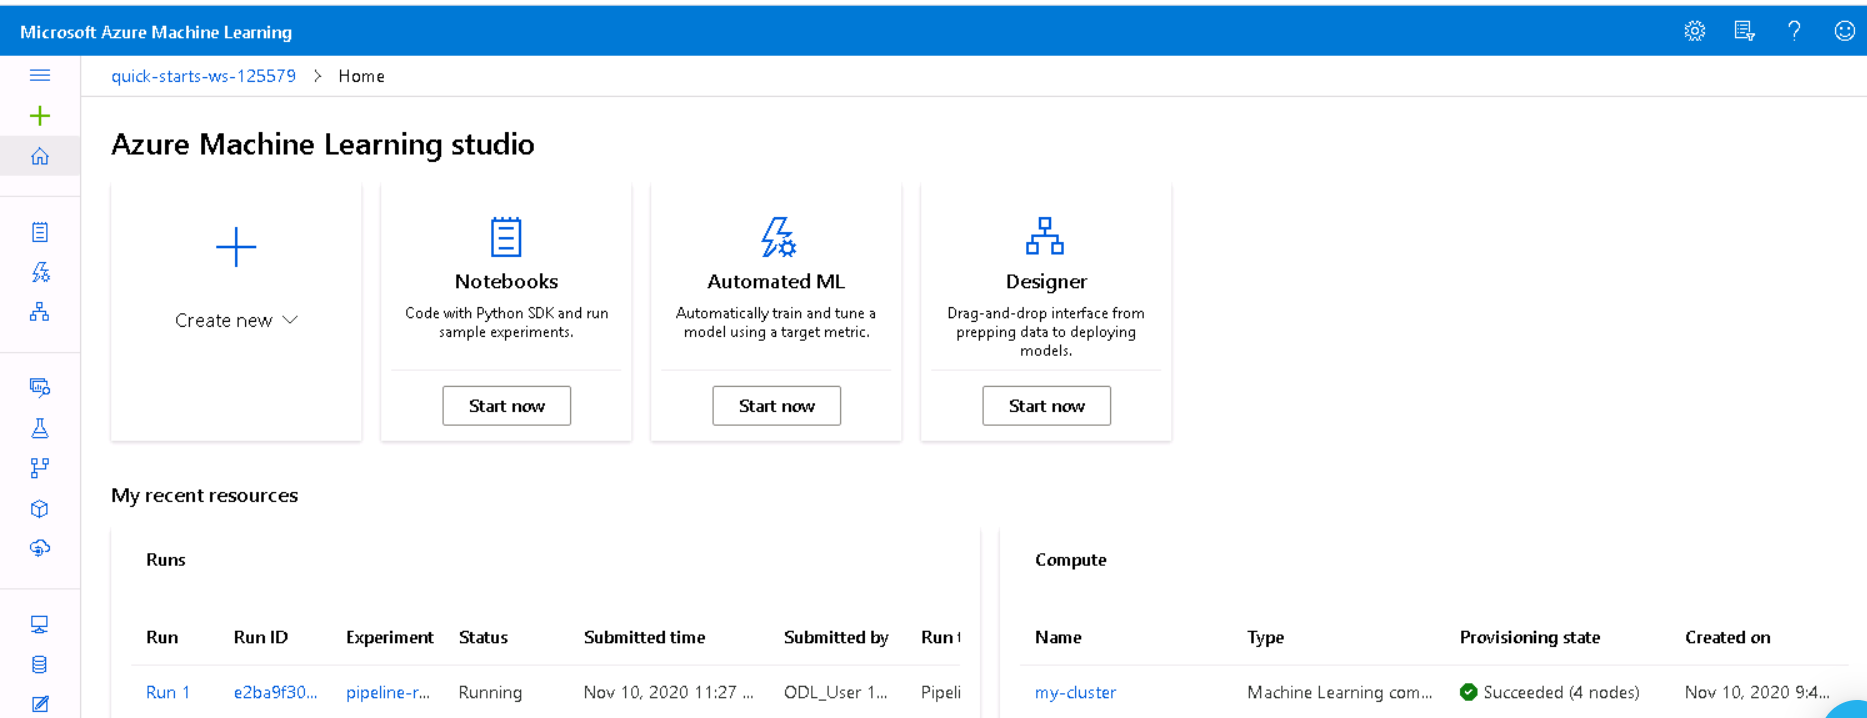 Microsoft Azure Machine Learning
quick-starts-ws-125579 > Home
Azure Machine Learning studio
Create new
Notebooks
Code with Python SDK and run
sample experiments.
Start now
Automated ML
Automatically train and tune a
model using a target metric.
Start now
Designer
Drag-and-drop interface from
prepping data to deploying
models.
Start now
My recent resources
Runs
Run Run ID Experiment Status Submitted time Submitted by Run t
Run 1 e2ba9f30... pipeline-r... Running Nov 10, 2020 11:27 ... ODL_User 1... Pipeli
Compute
Name Type Provisioning state Created on
my-cluster Machine Learning com... Succeeded (4 nodes) Nov 10, 2020 9:4...